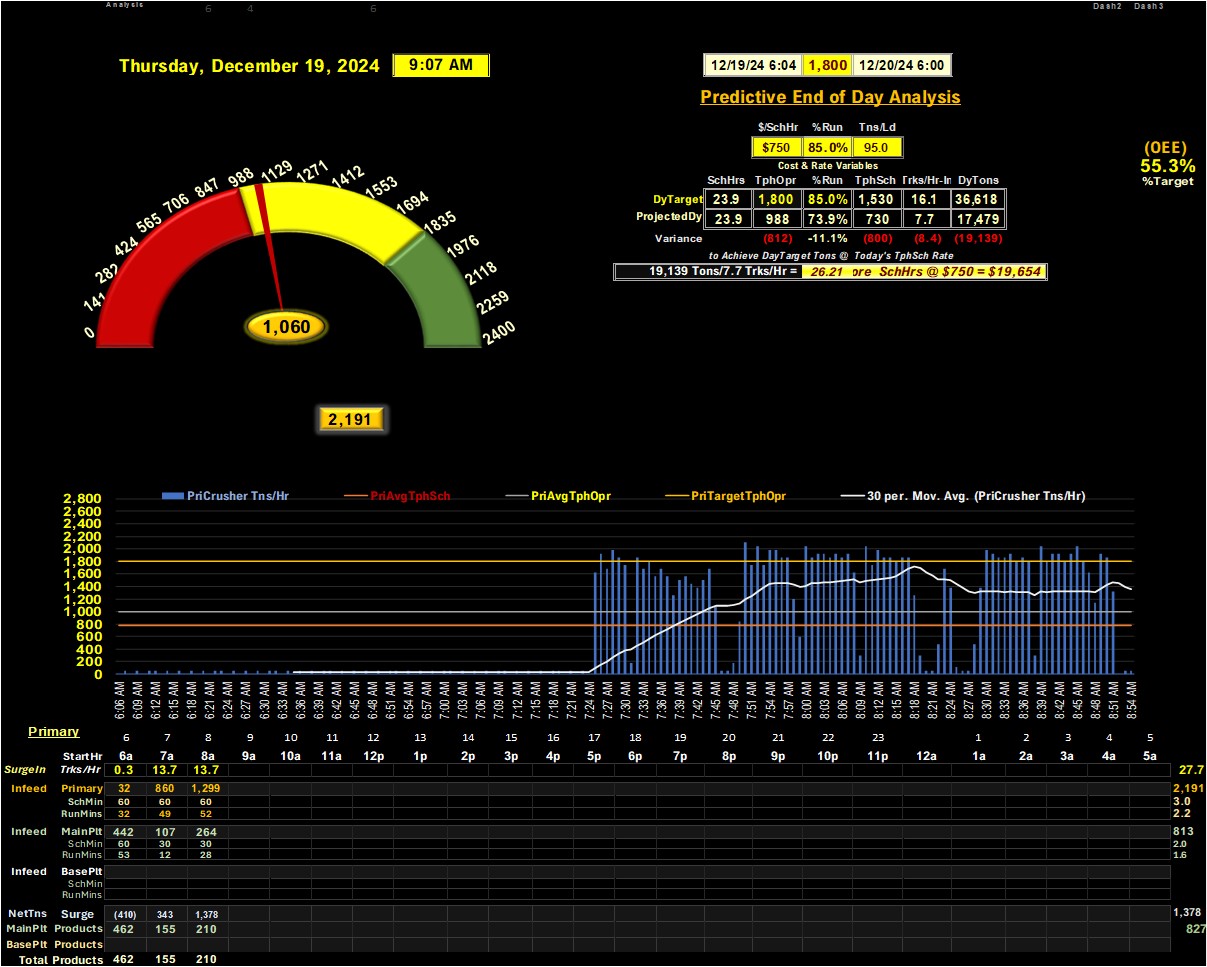 Analysis 6 4 6 Dash2 Dash3
Thursday, December 19, 2024 9:07 AM
12/19/24 6:04 1,800 12/20/24 6:00
Predictive End of Day Analysis
$/SchHr %Run Tns/Ld
$750 85.0% 95.0
Cost & Rate Variables
SchHrs TphOpr %Run TphSch Trks/Hr-In DyTons
DyTarget 23.9 1,800 85.0% 1,530 16.1 36,618
ProjectedDy 23.9 988 73.9% 730 7.7 17,479
Variance (812) -11.1% (800) (8.4) (19,139)
to Achieve DayTarget Tons @ Today's TphSch Rate
19,139 Tons/7.7 Trks/Hr = 26.21 ore SchHrs @ $750 = $19,654
(OEE)
55.3%
%Target
0 141 282 424 565 706 847 988 1129 1271 1412 1553 1694 1835 1976 2118 2259 2400
1,060
2,191
PriCrusher Tns/Hr PriAvgTphSch PriAvgTphOpr PriTargetTphOpr 30 per. Mov. Avg. (PriCrusher Tns/Hr)
2,800
2,600
2,400
2,200
2,000
1,800
1,600
1,400
1,200
1,000
800
600
400
200
0
6:06 AM 6:09 AM 6:12 AM 6:15 AM 6:18 AM 6:21 AM 6:24 AM 6:27 AM 6:30 AM 6:33 AM 6:36 AM 6:39 AM 6:42 AM 6:45 AM 6:48 AM 6:51 AM 6:54 AM 6:57 AM 7:00 AM 7:03 AM 7:06 AM 7:09 AM 7:12 AM 7:15 AM 7:18 AM 7:21 AM 7:24 AM 7:27 AM 7:30 AM 7:33 AM 7:36 AM 7:39 AM 7:42 AM 7:45 AM 7:48 AM 7:51 AM 7:54 AM 7:57 AM 8:00 AM 8:03 AM 8:06 AM 8:09 AM 8:12 AM 8:15 AM 8:18 AM 8:21 AM 8:24 AM 8:27 AM 8:30 AM 8:33 AM 8:36 AM 8:39 AM 8:42 AM 8:45 AM 8:48 AM 8:51 AM 8:54 AM
Primary
6 7 8 9 10 11 12 13 14 15 16 17 18 19 20 21 22 23 1 2 3 4 5
StartHr 6a 7a 8a 9a 10a 11a 12p 1p 2p 3p 4p 5p 6p 7p 8p 9p 10p 11p 12a 1a 2a 3a 4a 5a
SurgeIn Trks/Hr 0.3 13.7 13.7 27.7
Infeed Primary 32 860 1,299 2,191
SchMin 60 60 60 3.0
RunMins 32 49 52 2.2
Infeed MainPlt 442 107 264 813
SchMin 60 30 30 2.0
RunMins 53 12 28 1.6
Infeed BasePlt
SchMin
RunMins
NetTns Surge (410) 343 1,378 1,378
MainPlt Products 462 155 210 827
BasePlt Products
Total Products 462 155 210